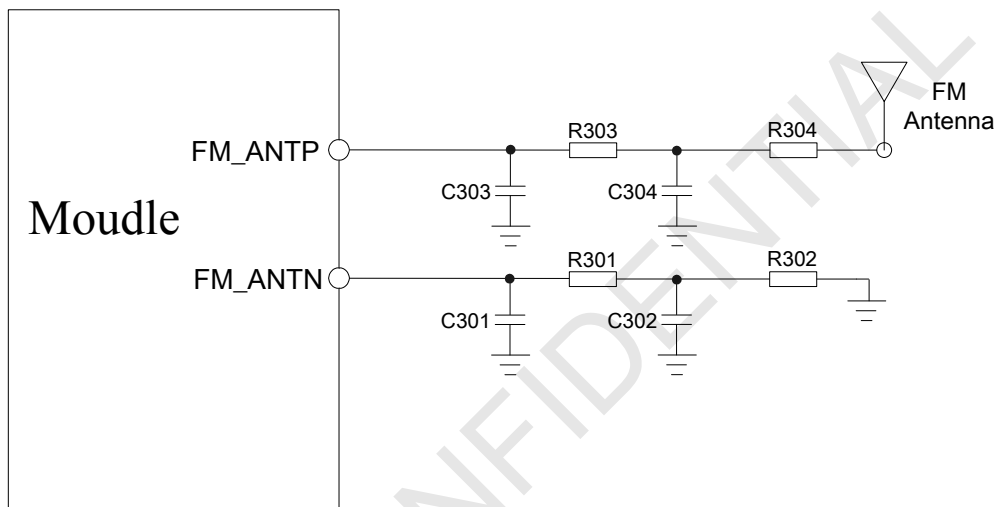 FM
Antenna
R303
R304
FM_ANTP
C303
C304
Moudle
R301
R302
FM_ANTN
C301
C302
NFIDENTIAL